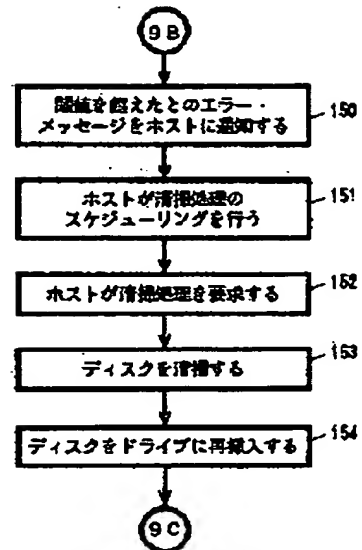 9B
閾値を超えたとのエラー・
メッセージをホストに通知する
150
ホストが清掃処理の
スケジューリングを行う
151
ホストが清掃処理を要求する
152
ディスクを清掃する
153
ディスクをドライブに再挿入する
154
9C